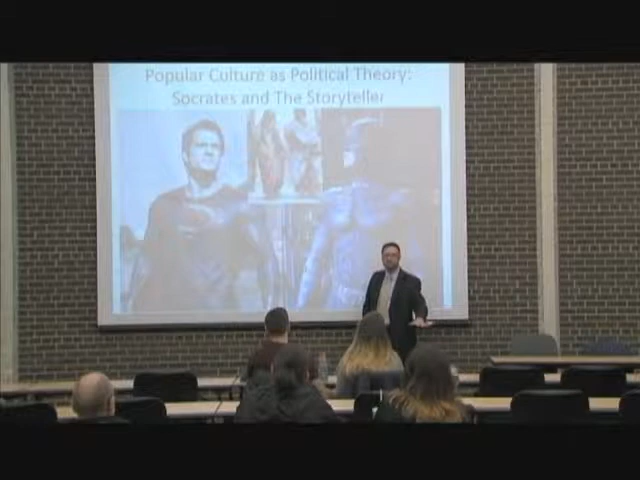 Popular Culture as Political Theory:
Socrates and The Storyteller